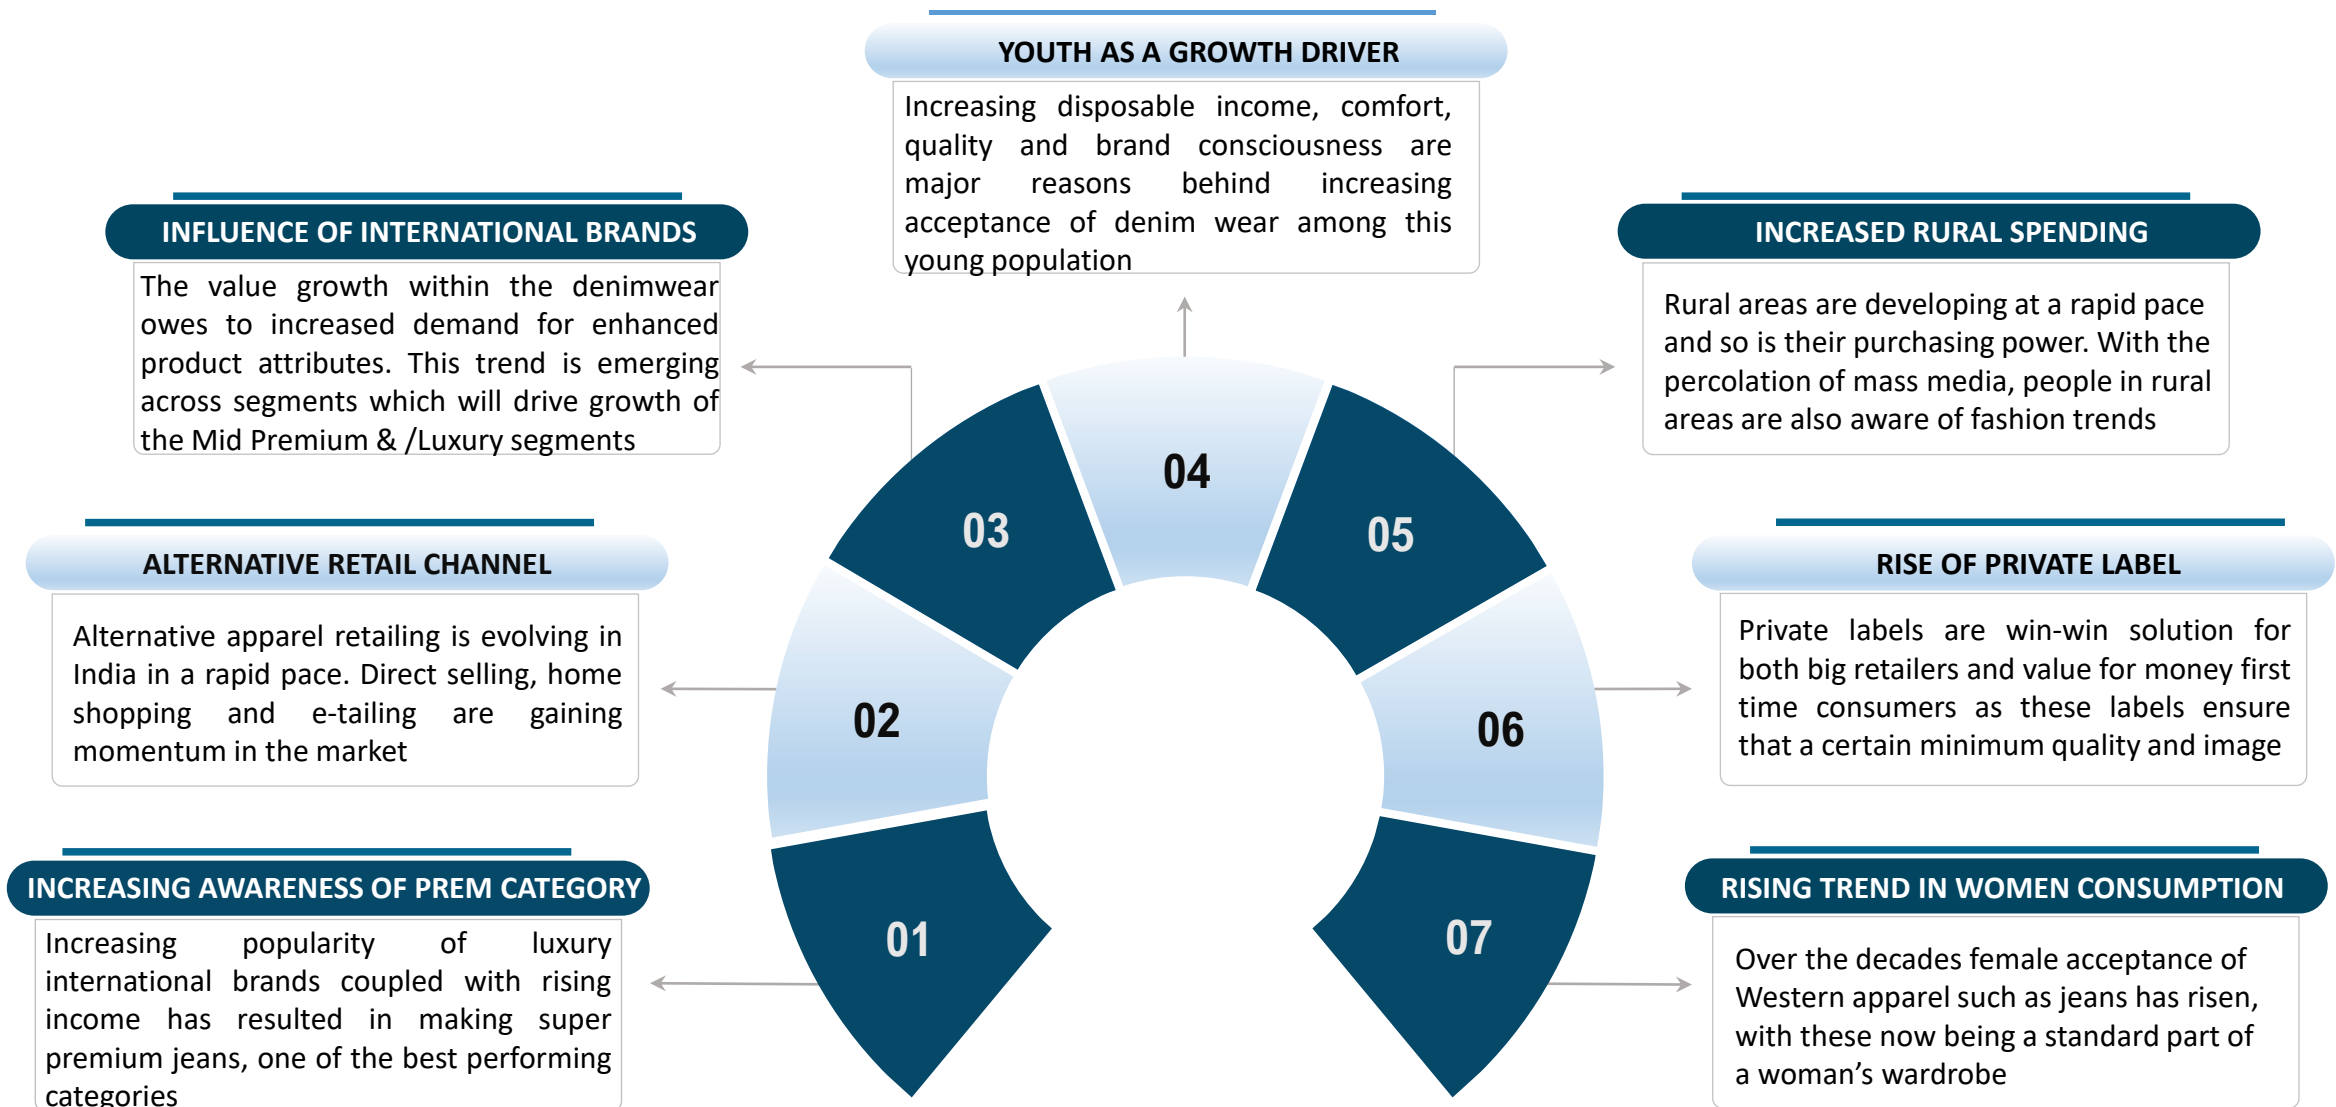 YOUTH AS A GROWTH DRIVER
Increasing disposable income, comfort,
quality and brand consciousness are
major reasons behind increasing
acceptance of denim wear among this
young population
INFLUENCE OF INTERNATIONAL BRANDS
The value growth within the denimwear
owes to increased demand for enhanced
product attributes. This trend is emerging
across segments which will drive growth of
the Mid Premium & /Luxury segments
INCREASED RURAL SPENDING
Rural areas are developing at a rapid pace
and so is their purchasing power. With the
percolation of mass media, people in rural
areas are also aware of fashion trends
ALTERNATIVE RETAIL CHANNEL
Alternative apparel retailing is evolving in
India in a rapid pace. Direct selling, home
shopping and e-tailing are gaining
momentum in the market
RISE OF PRIVATE LABEL
Private labels are win-win solution for
both big retailers and value for money first
time consumers as these labels ensure
that a certain minimum quality and image
INCREASING AWARENESS OF PREM CATEGORY
Increasing popularity of luxury
international brands coupled with rising
income has resulted in making super
premium jeans, one of the best performing
categories
RISING TREND IN WOMEN CONSUMPTION
Over the decades female acceptance of
Western apparel such as jeans has risen,
with these now being a standard part of
a woman’s wardrobe
01
02
03
04
05
06
07